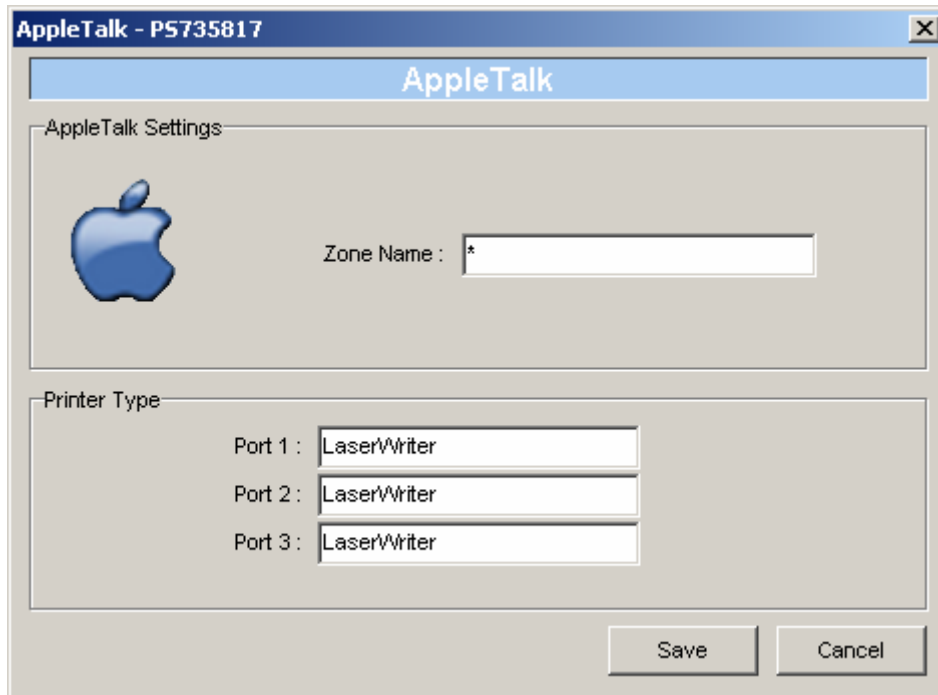 AppleTalk - PS735817
AppleTalk
AppleTalk Settings
Zone Name : *
Printer Type
Port 1 : LaserWriter
Port 2 : LaserWriter
Port 3 : LaserWriter
Save Cancel